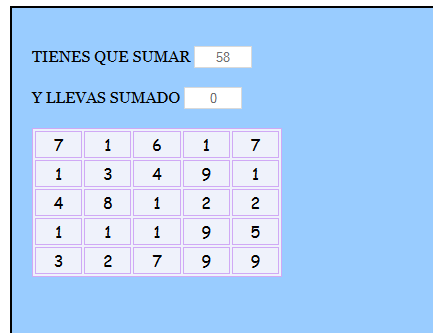 TIENES QUE SUMAR 58
Y LLEVAS SUMADO 0
7 1 6 1 7
1 3 4 9 1
4 8 1 2 2
1 1 1 9 5
3 2 7 9 9